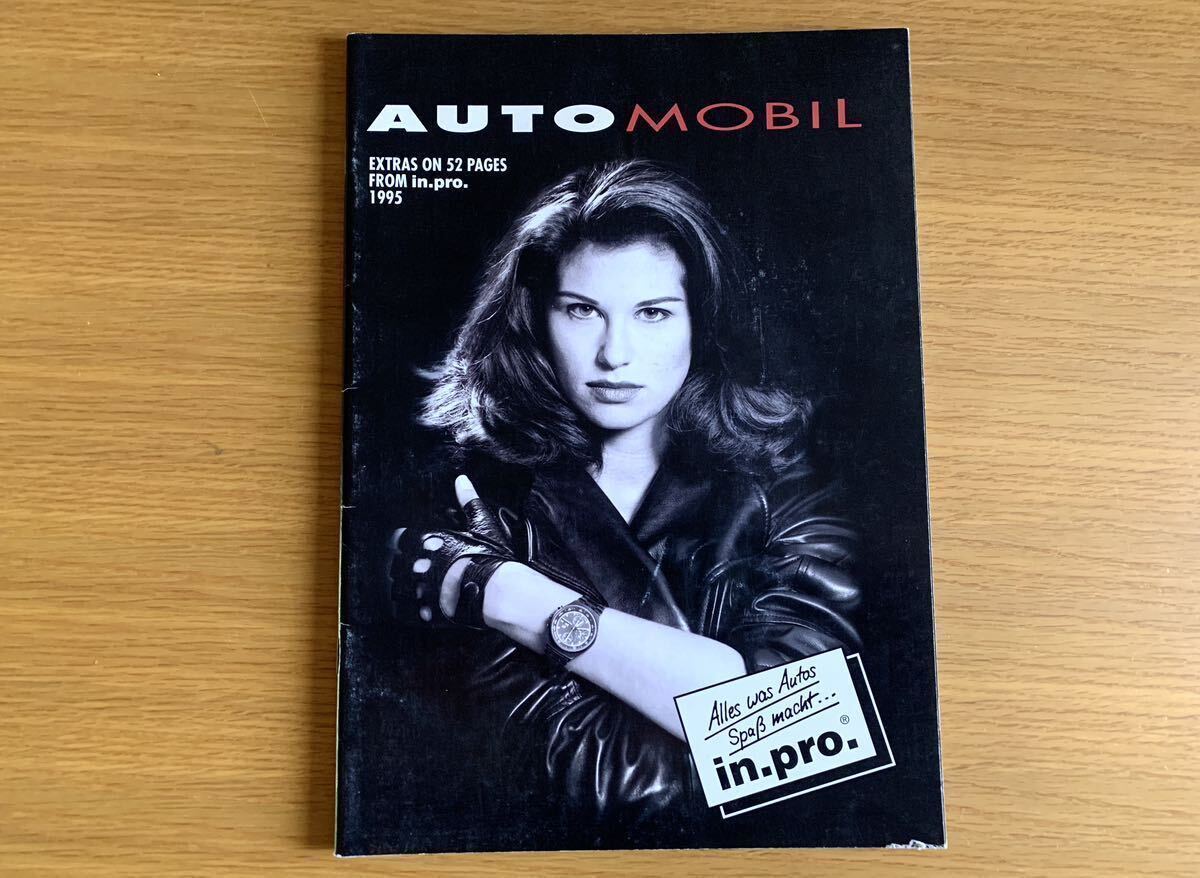 AUTOMOBIL
EXTRAS ON 52 PAGES
FROM in.pro.
1995
Alles was Autos
Spaß macht...
in.pro.®